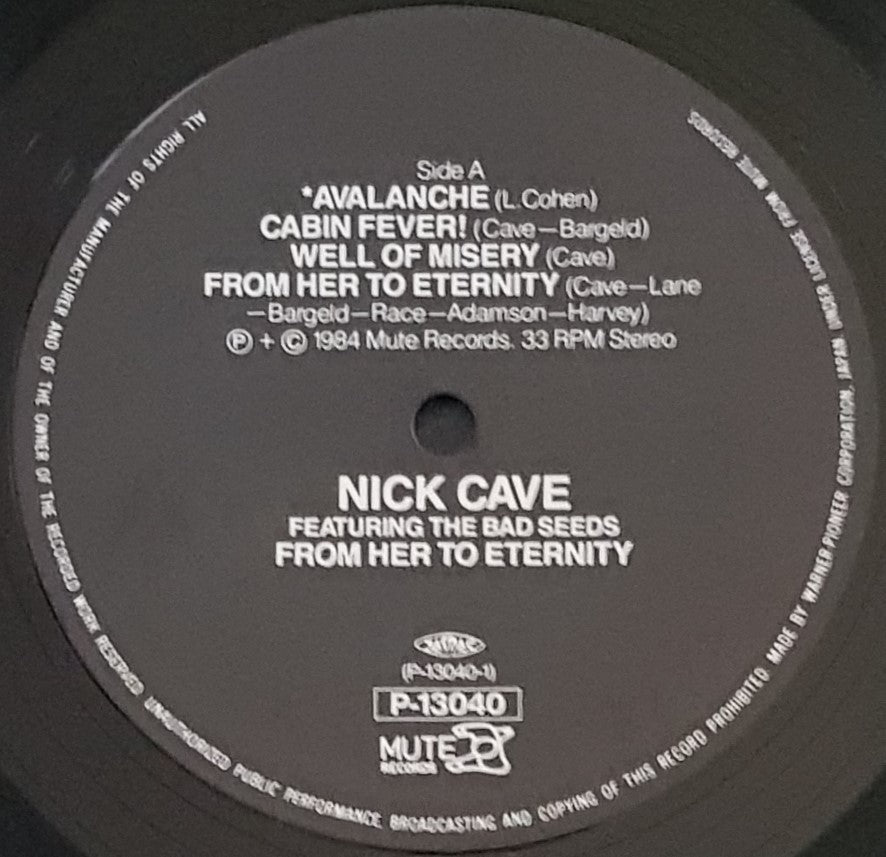 Side A
*AVALANCHE (L. Cohen)
CABIN FEVER! (Cave—Bargeld)
WELL OF MISERY (Cave)
FROM HER TO ETERNITY (Cave—Lane
—Bargeld—Race—Adamson—Harvey)
Ⓟ + © 1984 Mute Records. 33 RPM Stereo
NICK CAVE
FEATURING THE BAD SEEDS
FROM HER TO ETERNITY
(P-13040-1)
P-13040
MUTE
RECORDS
ALL RIGHTS OF THE MANUFACTURER AND OF THE OWNER OF THE RECORDED WORK RESERVED. UNAUTHORIZED PUBLIC PERFORMANCE, BROADCASTING AND COPYING OF THIS RECORD PROHIBITED. MADE BY WARNER-PIONEER CORPORATION, JAPAN UNDER LICENSE FROM MUTE RECORDS.